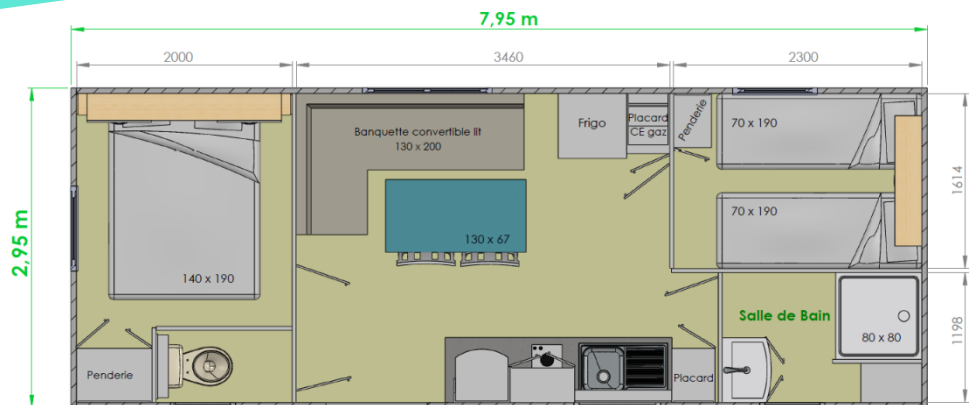 7,95 m
2000
3460
2300
2,95 m
Banquette convertible lit
130 x 200
Frigo
Placard
CE gaz
Penderie
70 x 190
70 x 190
1614
130 x 67
140 x 190
Salle de Bain
80 x 80
1198
Penderie
Placard